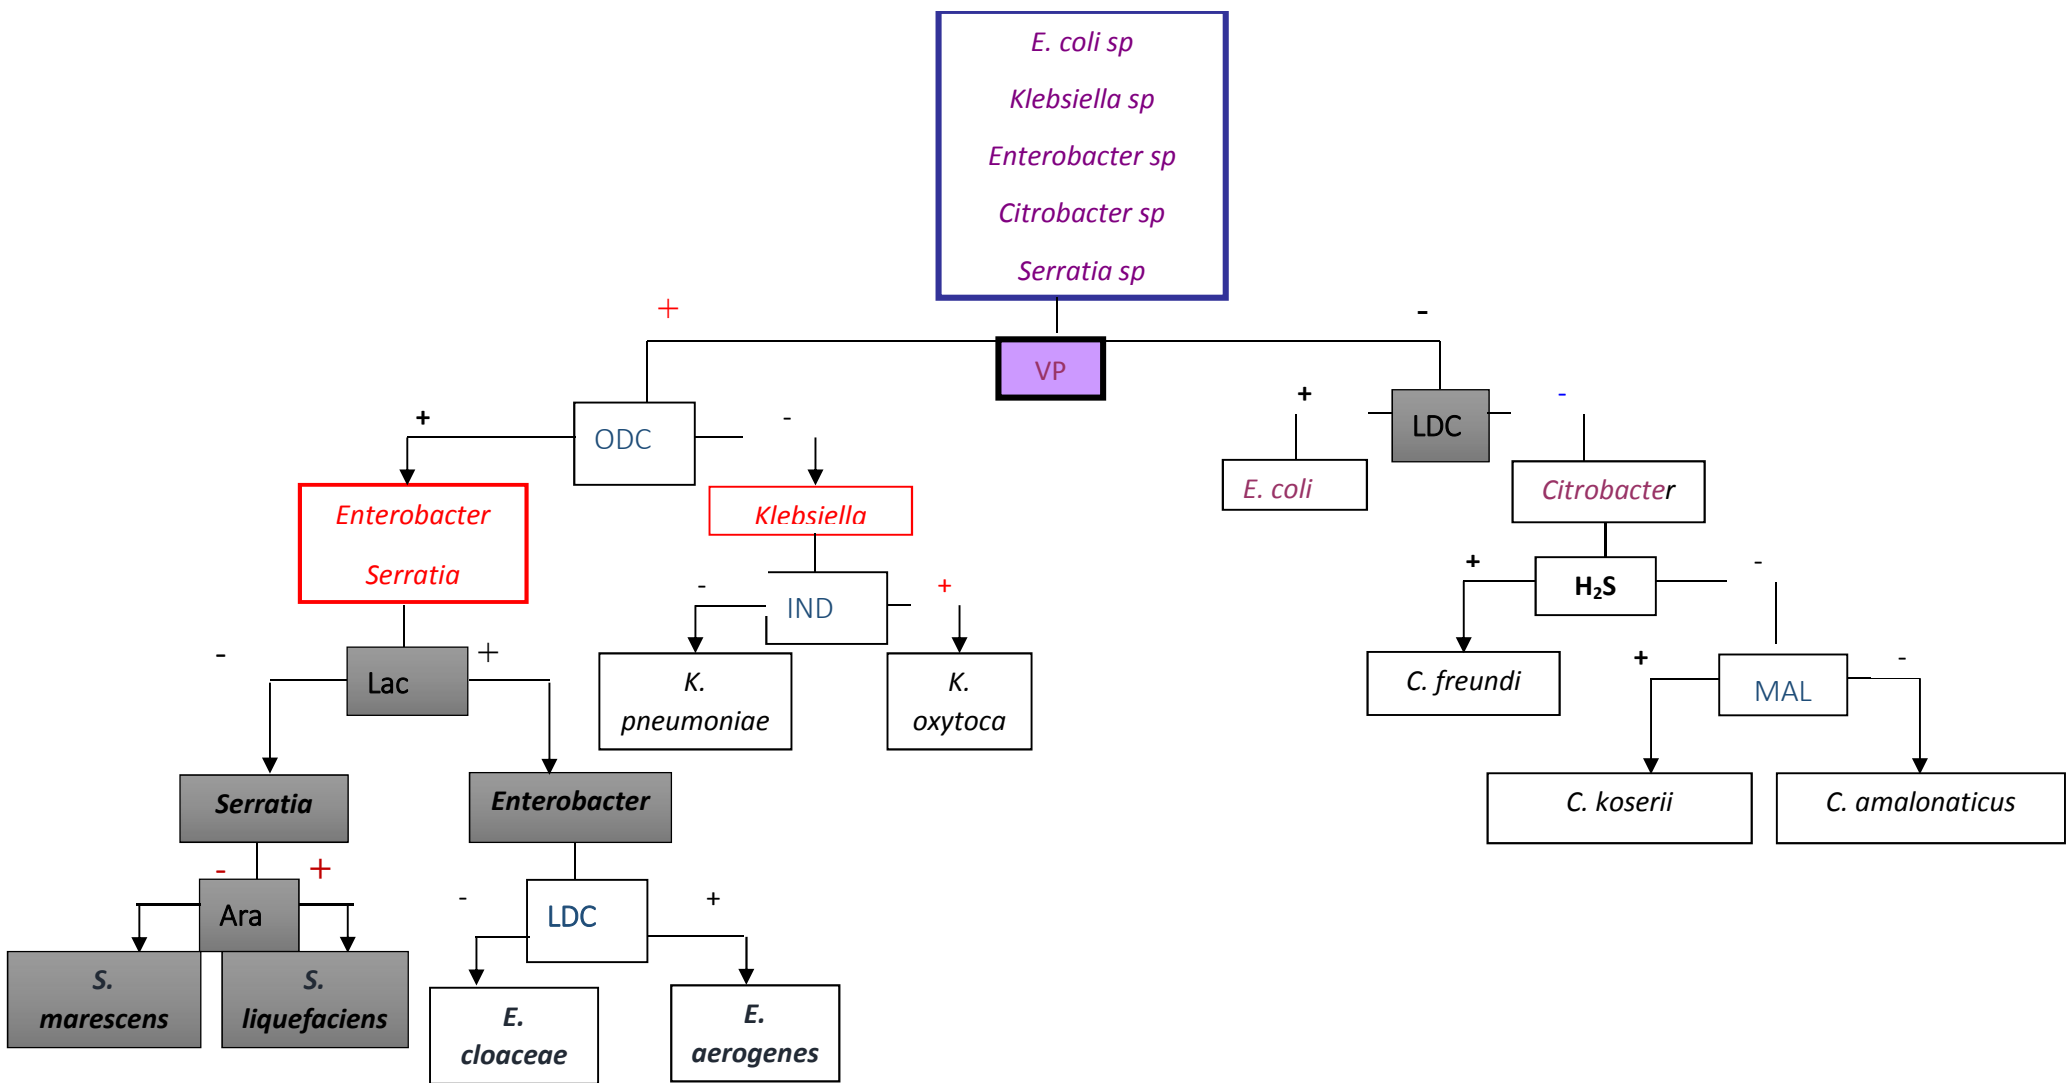 E. coli sp
Klebsiella sp
Enterobacter sp
Citrobacter sp
Serratia sp
+
-
VP
+
ODC
-
+
LDC
-
Enterobacter
Serratia
Klebsiella
E. coli
Citrobacter
-
IND
+
+
H₂S
-
-
Lac
+
K.
pneumoniae
K.
oxytoca
C. freundi
+
MAL
-
Serratia
Enterobacter
C. koserii
C. amalonaticus
-
+
Ara
-
LDC
+
S.
marescens
S.
liquefaciens
E.
cloaceae
E.
aerogenes